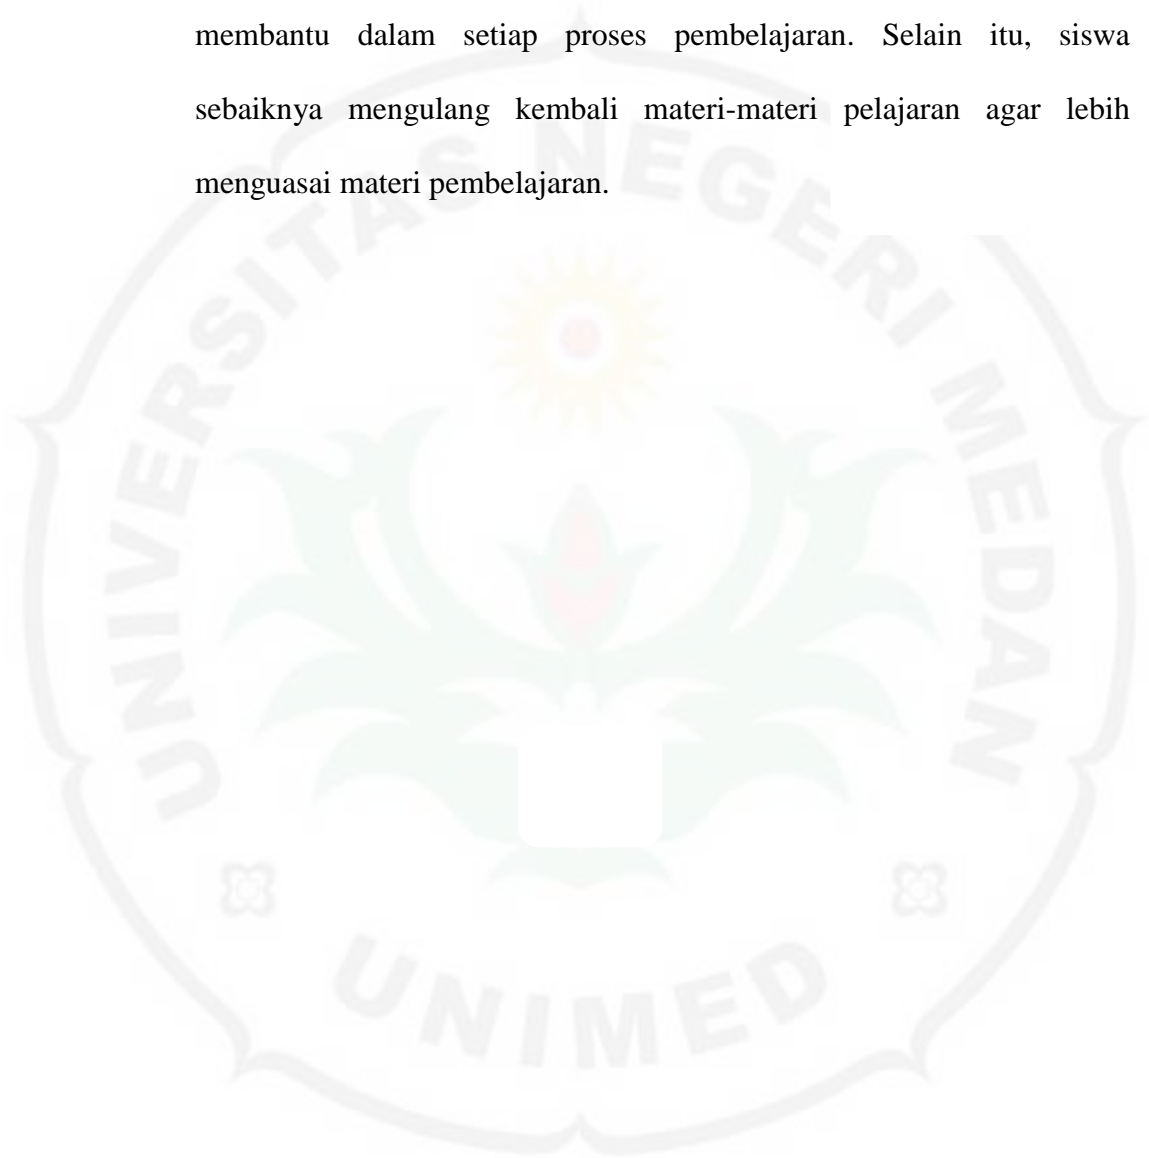 membantu dalam setiap proses pembelajaran. Selain itu, siswa
sebaiknya mengulang kembali materi-materi pelajaran agar lebih
menguasai materi pembelajaran.
UNIVERSITAS NEGERI MEDAN
UNIMED